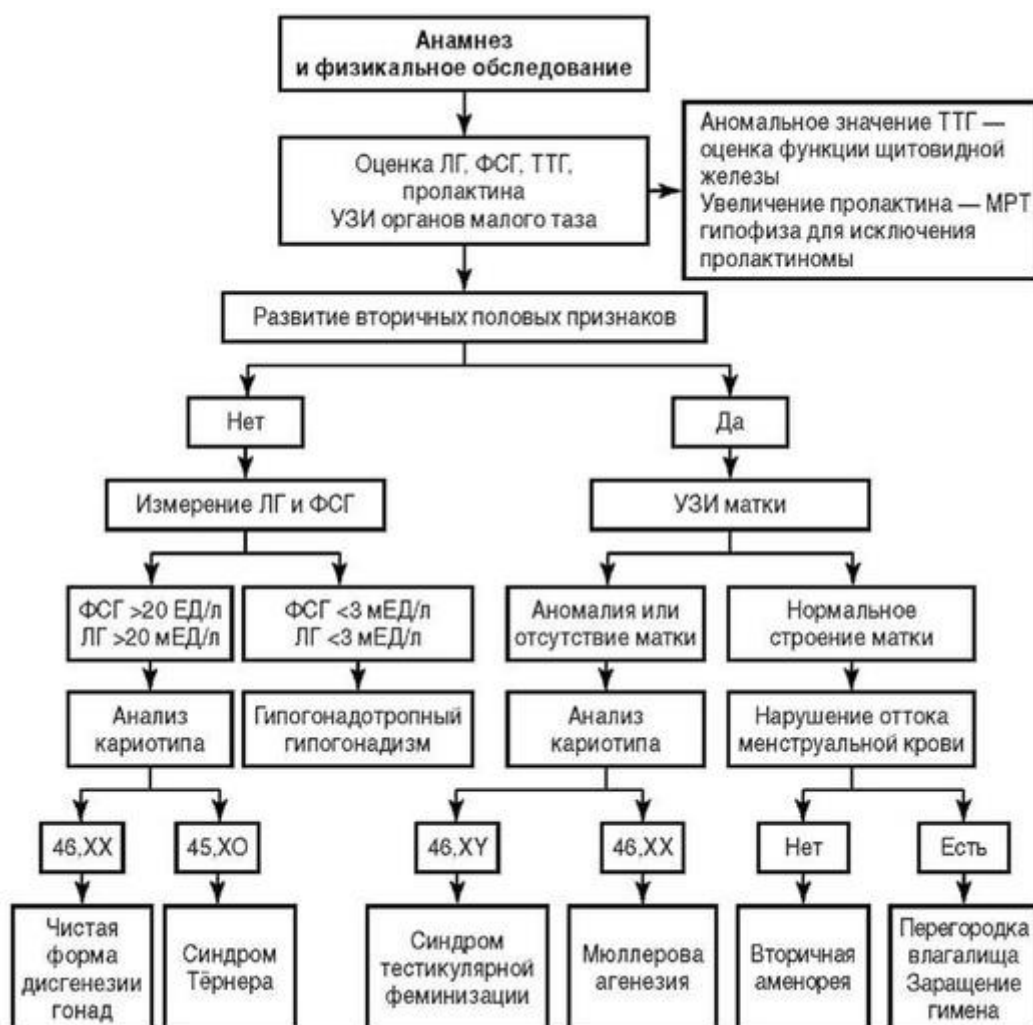 Анамнез
и физикальное обследование
Оценка ЛГ, ФСГ, ТТГ,
пролактина
УЗИ органов малого таза
Аномальное значение ТТГ —
оценка функции щитовидной
железы
Увеличение пролактина — МРТ
гипофиза для исключения
пролактиномы
Развитие вторичных половых признаков
Нет
Да
Измерение ЛГ и ФСГ
УЗИ матки
ФСГ >20 ЕД/л
ЛГ >20 мЕД/л
ФСГ <3 мЕД/л
ЛГ <3 мЕД/л
Аномалия или
отсутствие матки
Нормальное
строение матки
Анализ
кариотипа
Гипогонадотропный
гипогонадизм
Анализ
кариотипа
Нарушение оттока
менструальной крови
46,XX
45,XO
46,XY
46,XX
Нет
Есть
Чистая
форма
дисгенезии
гонад
Синдром
Тёрнера
Синдром
тестикулярной
феминизации
Мюллерова
агенезия
Вторичная
аменорея
Перегородка
влагалища
Заращение
гимена